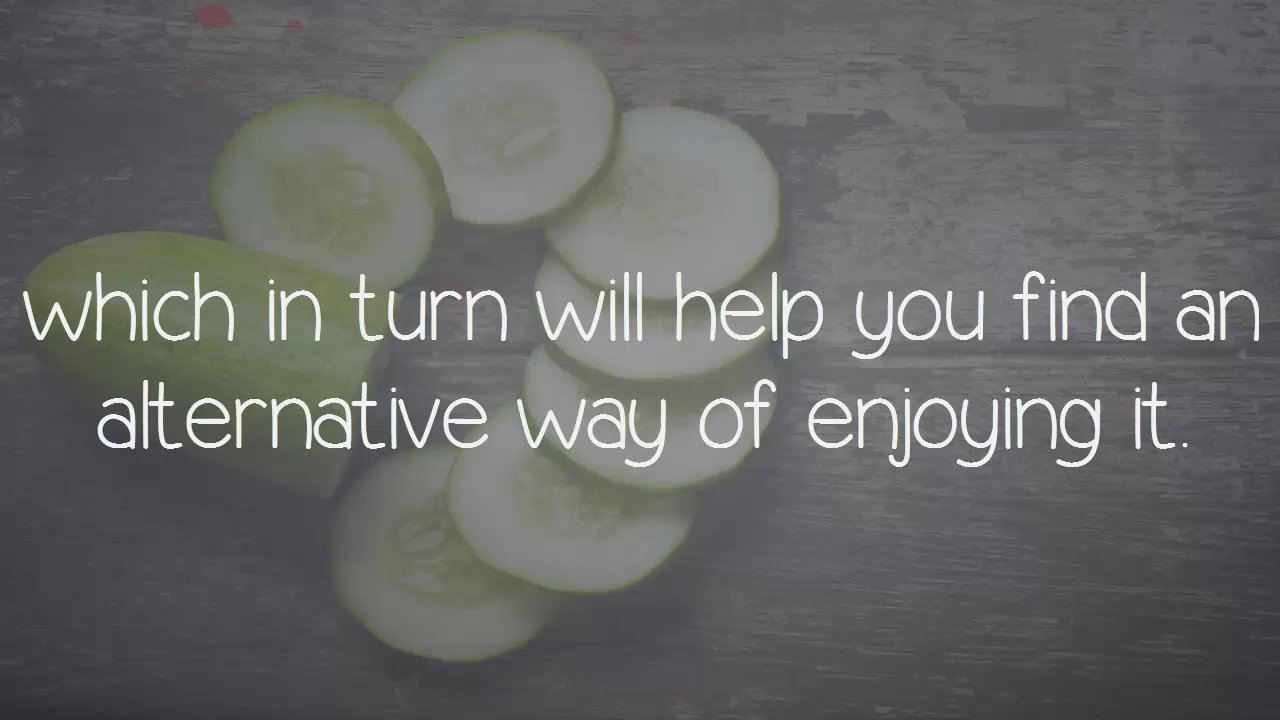 which in turn will help you find an
alternative way of enjoying it.